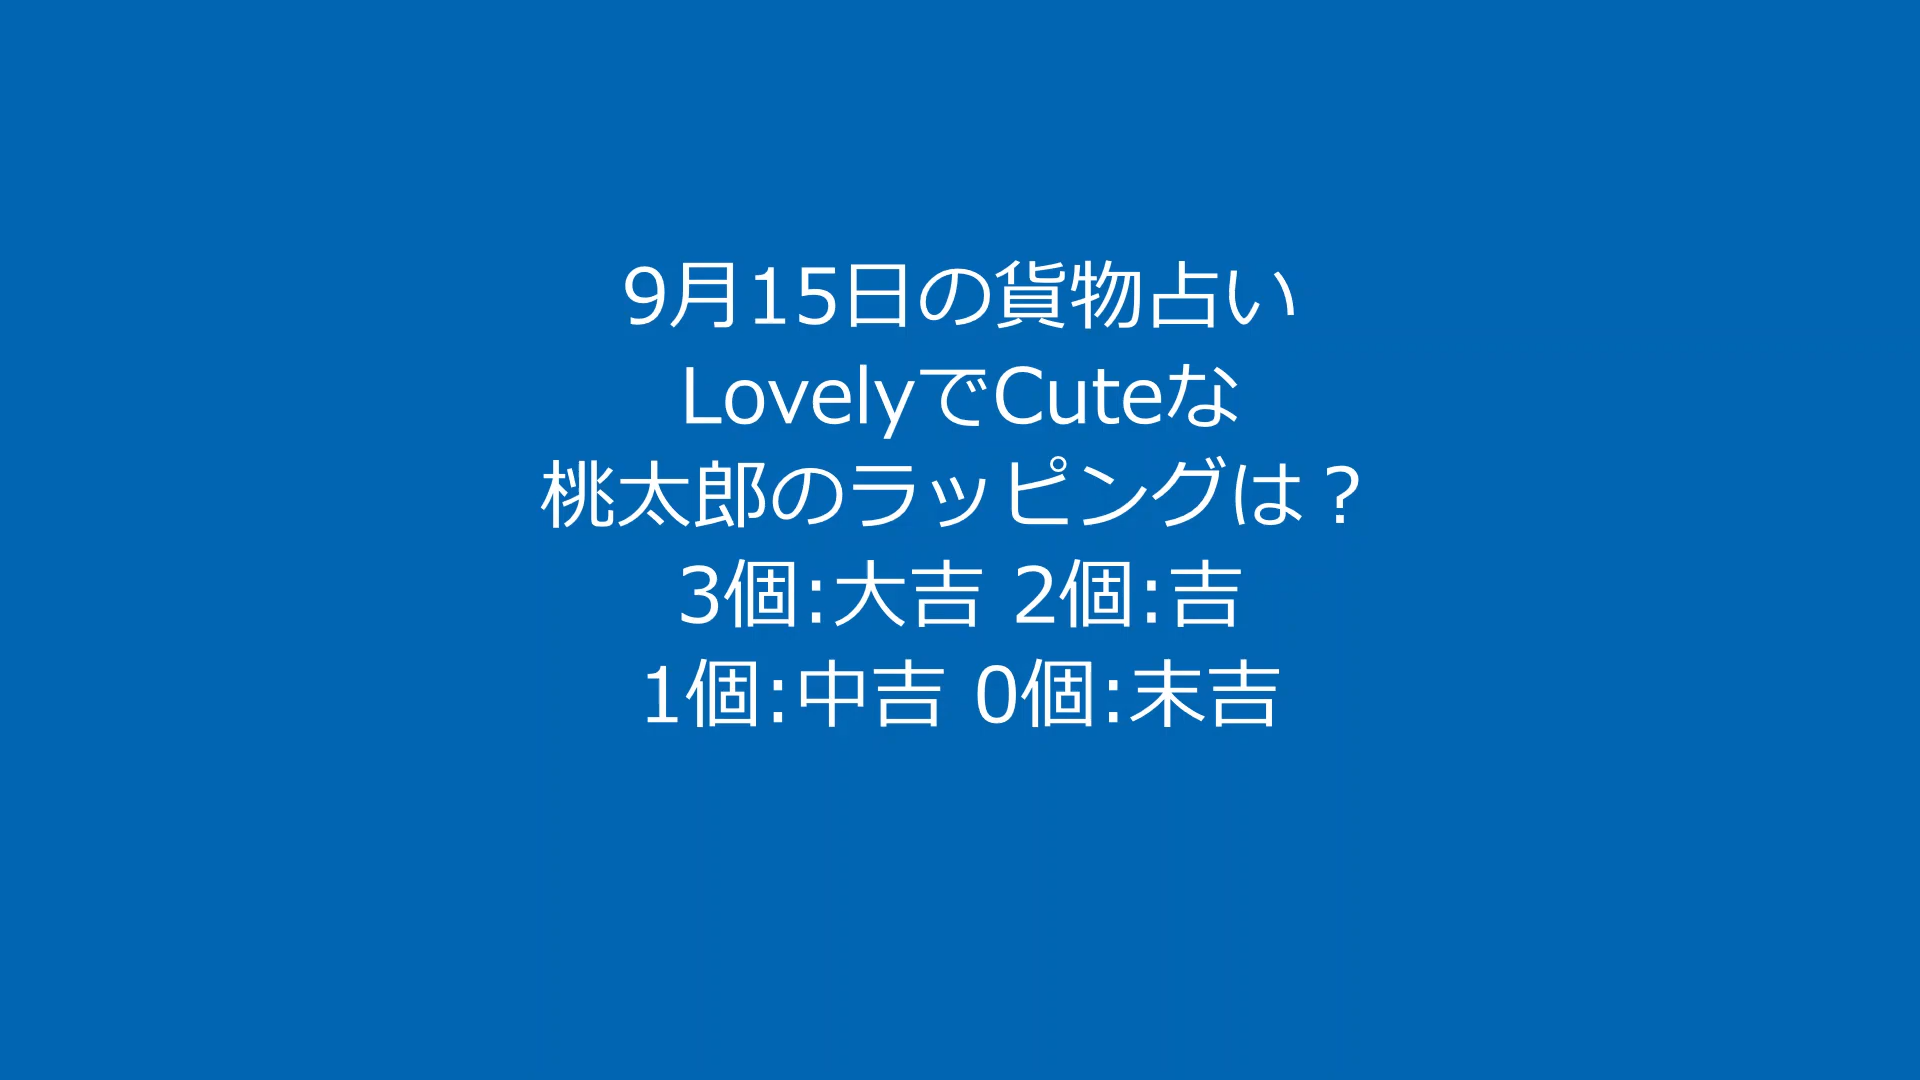 9月15日の貨物占い
LovelyでCuteな
桃太郎のラッピングは？
3個:大吉 2個:吉
1個:中吉 0個:末吉